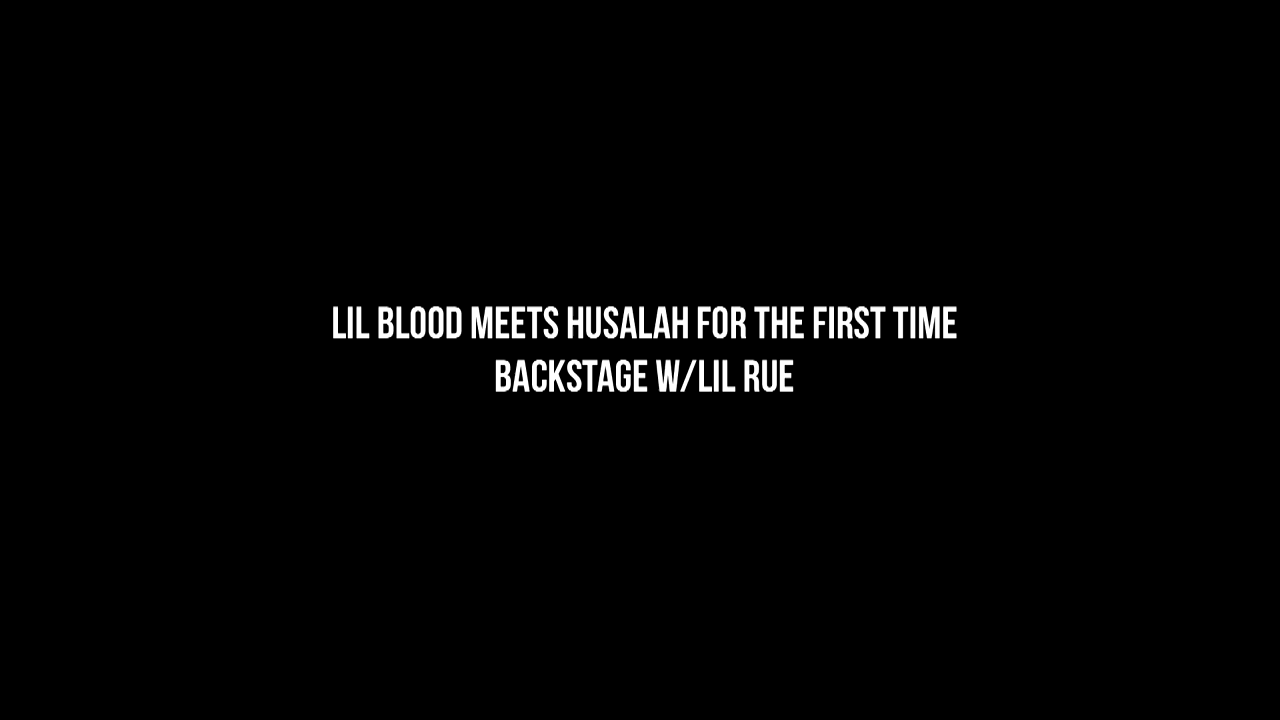 LIL BLOOD MEETS HUSALAH FOR THE FIRST TIME
BACKSTAGE W/LIL RUE